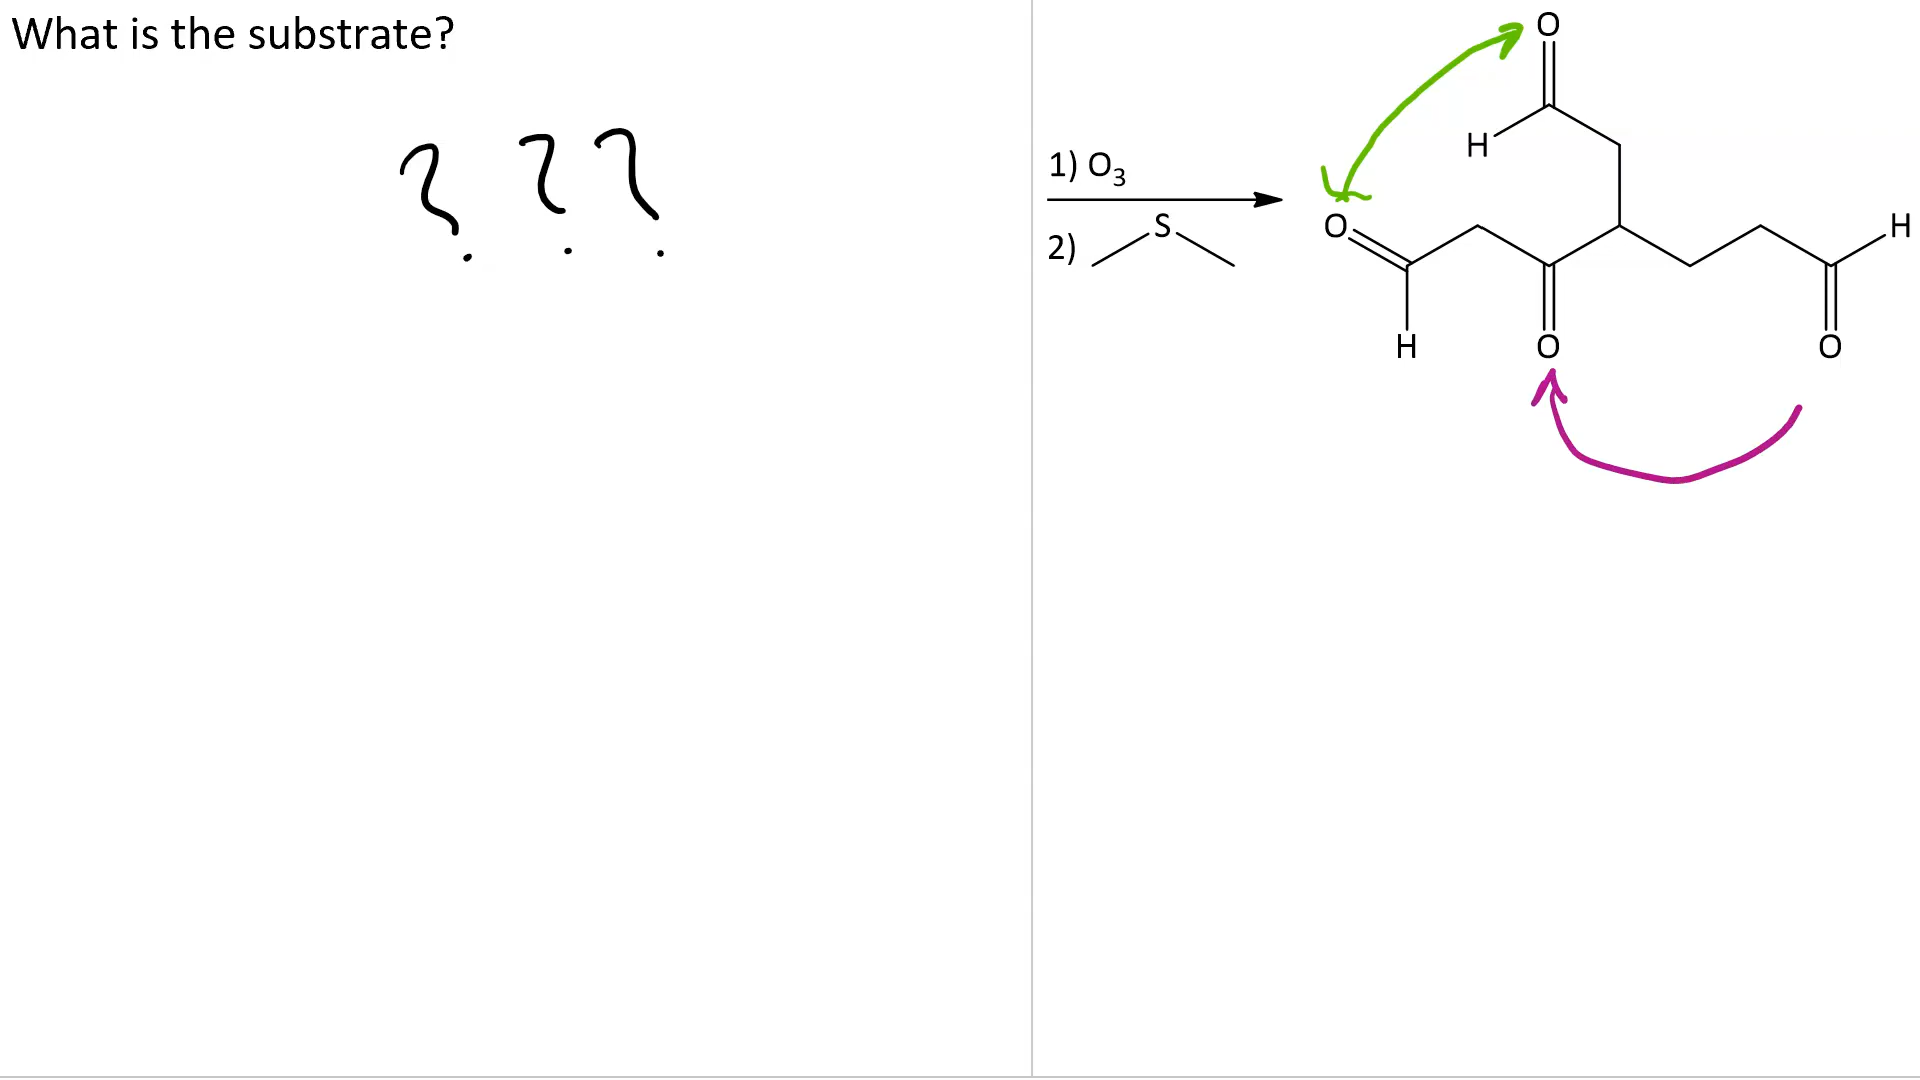 What is the substrate?
? ? ?
1) O₃
2) S
O
H
O
H
O
H
O